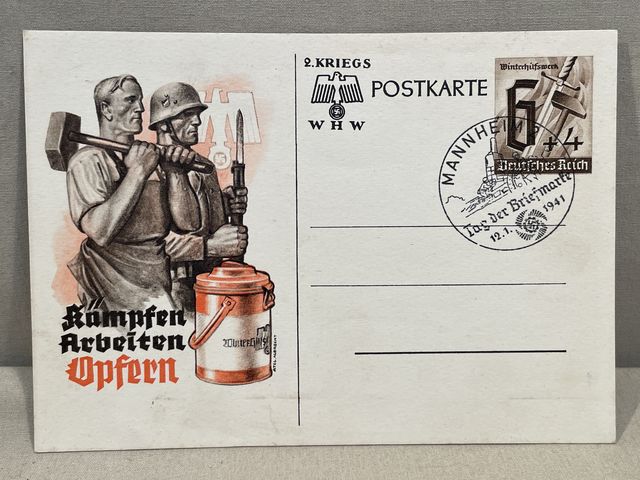 2. KRIEGS
WHW
POSTKARTE
Winterhilfswerk
6+4
Deutsches Reich
MANNHEIM
Tag der Briefmarke
12.1. 1941
Kämpfen
Arbeiten
Opfern